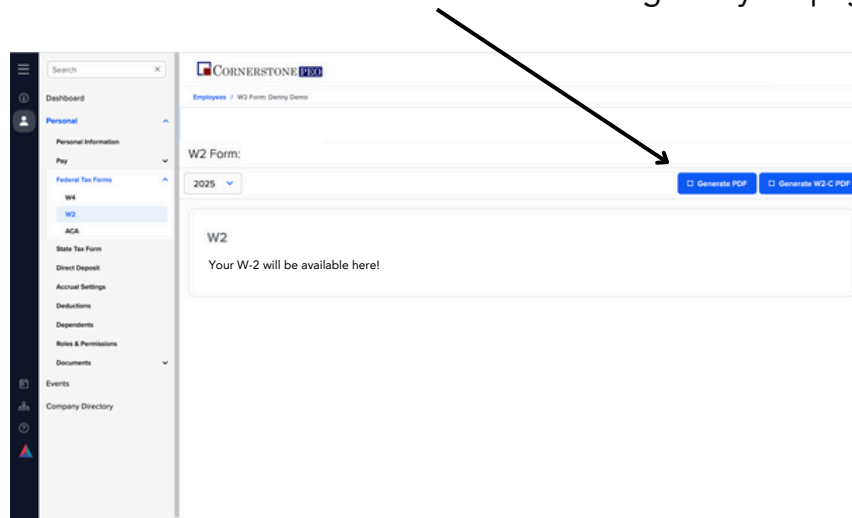 Search
CORNERSTONE PEO
Dashboard
Employees / W2 Form: Denny Demo
Personal
Personal Information
Pay
W2 Form:
Federal Tax Forms
2025
Generate PDF
Generate W2-C PDF
W4
W2
ACA
W2
State Tax Form
Your W-2 will be available here!
Direct Deposit
Accrual Settings
Deductions
Dependents
Roles & Permissions
Documents
Events
Company Directory